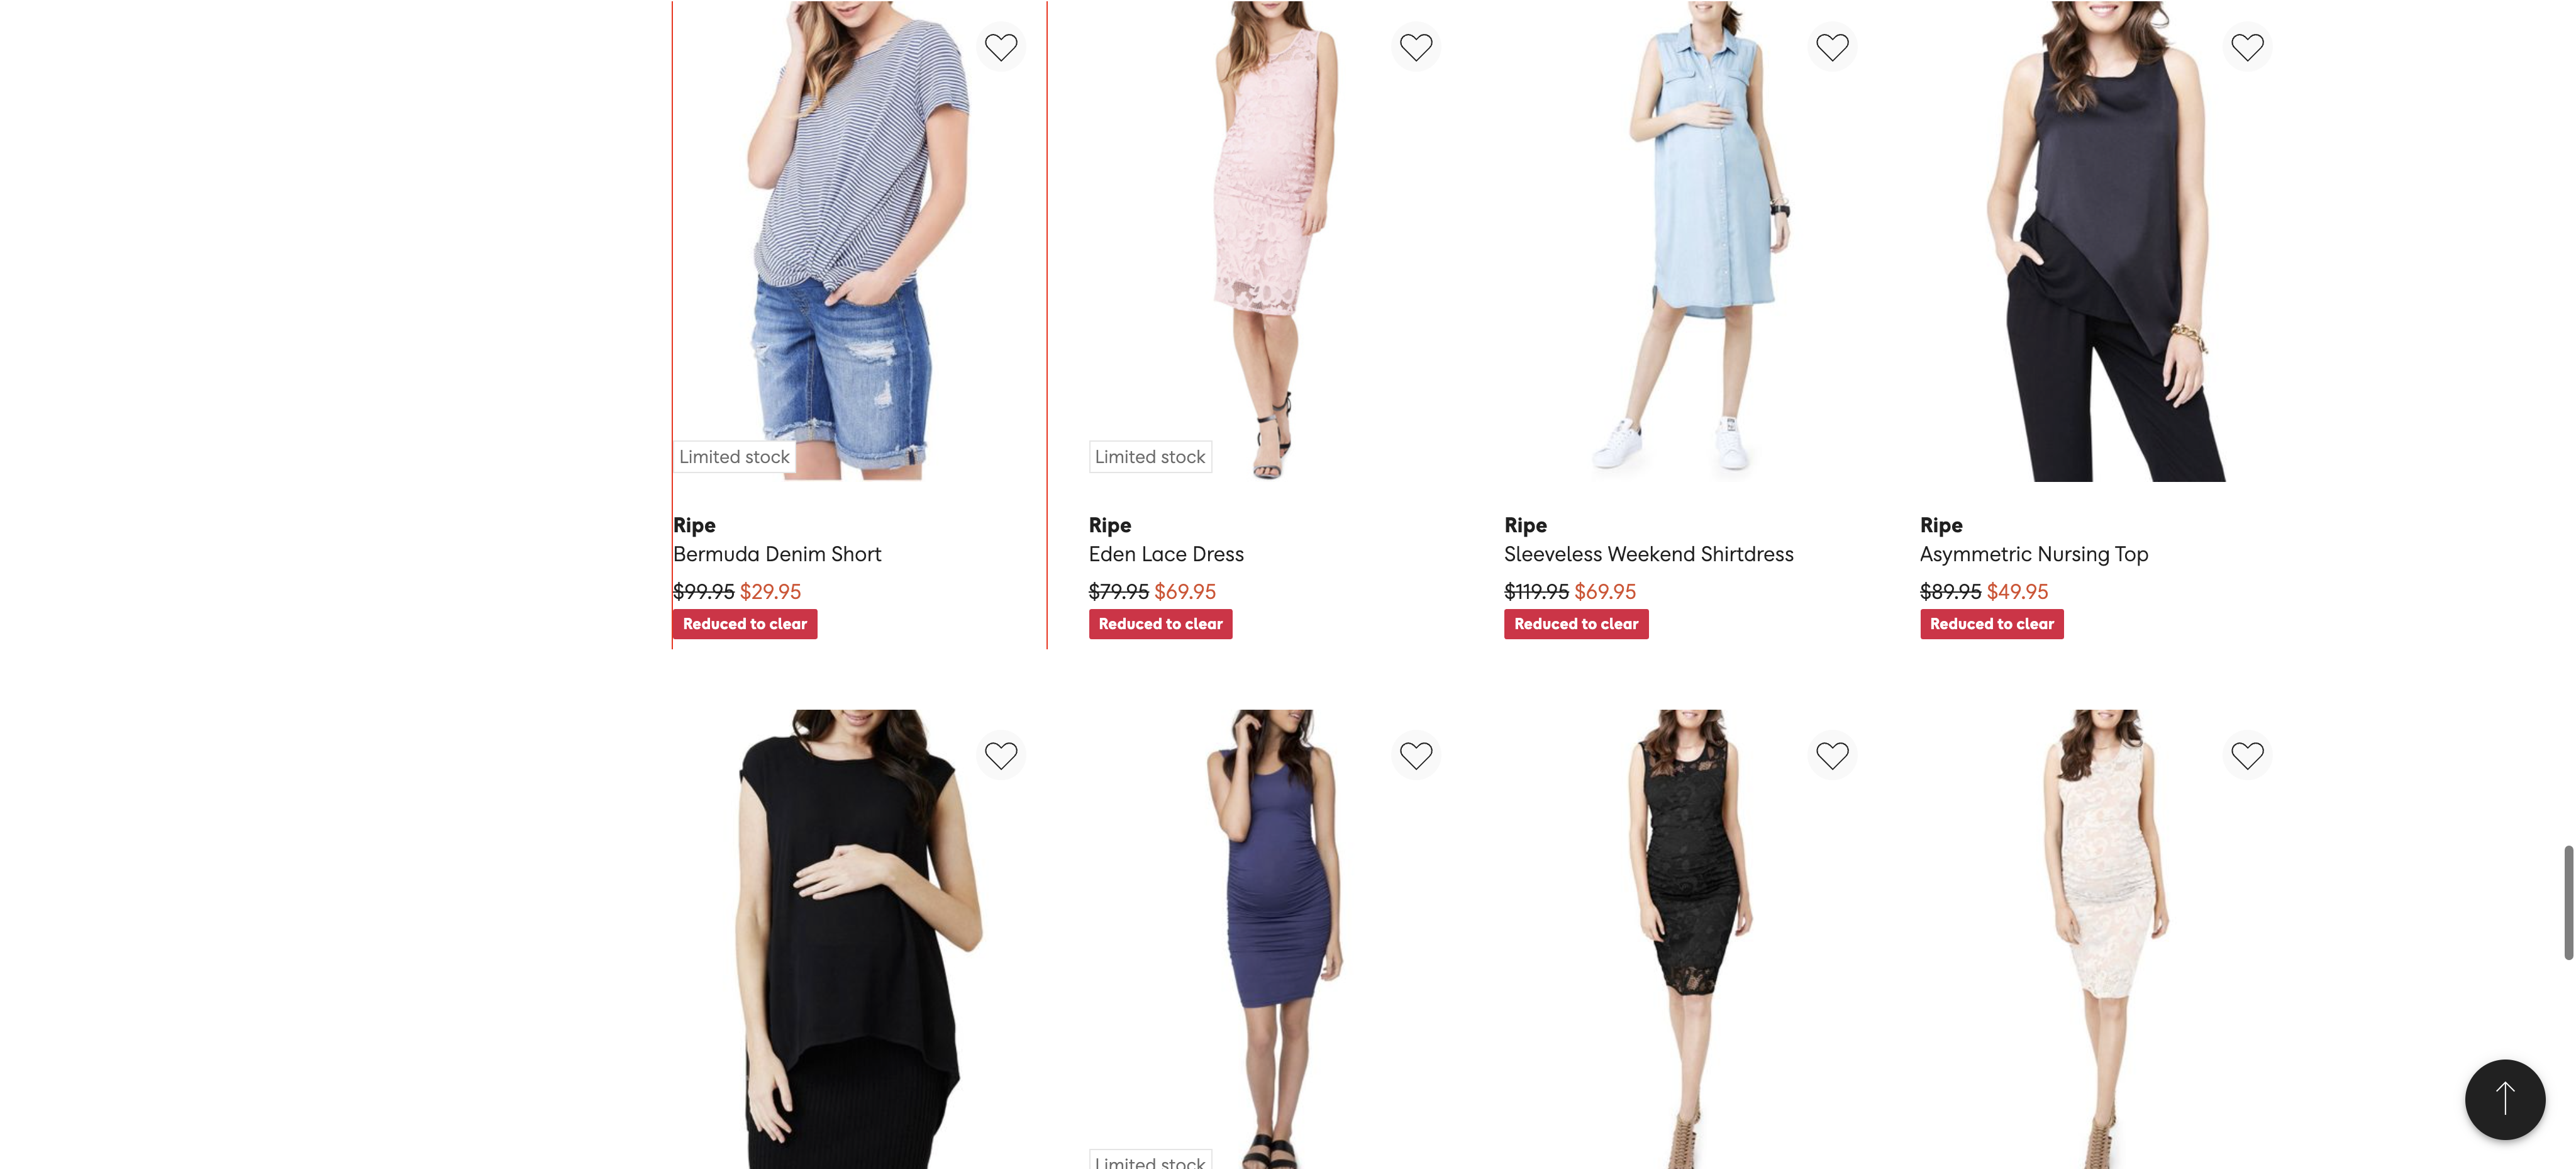 Limited stock
Limited stock
Ripe
Bermuda Denim Short
$99.95 $29.95
Reduced to clear
Ripe
Eden Lace Dress
$79.95 $69.95
Reduced to clear
Ripe
Sleeveless Weekend Shirtdress
$119.95 $69.95
Reduced to clear
Ripe
Asymmetric Nursing Top
$89.95 $49.95
Reduced to clear
Limited stock